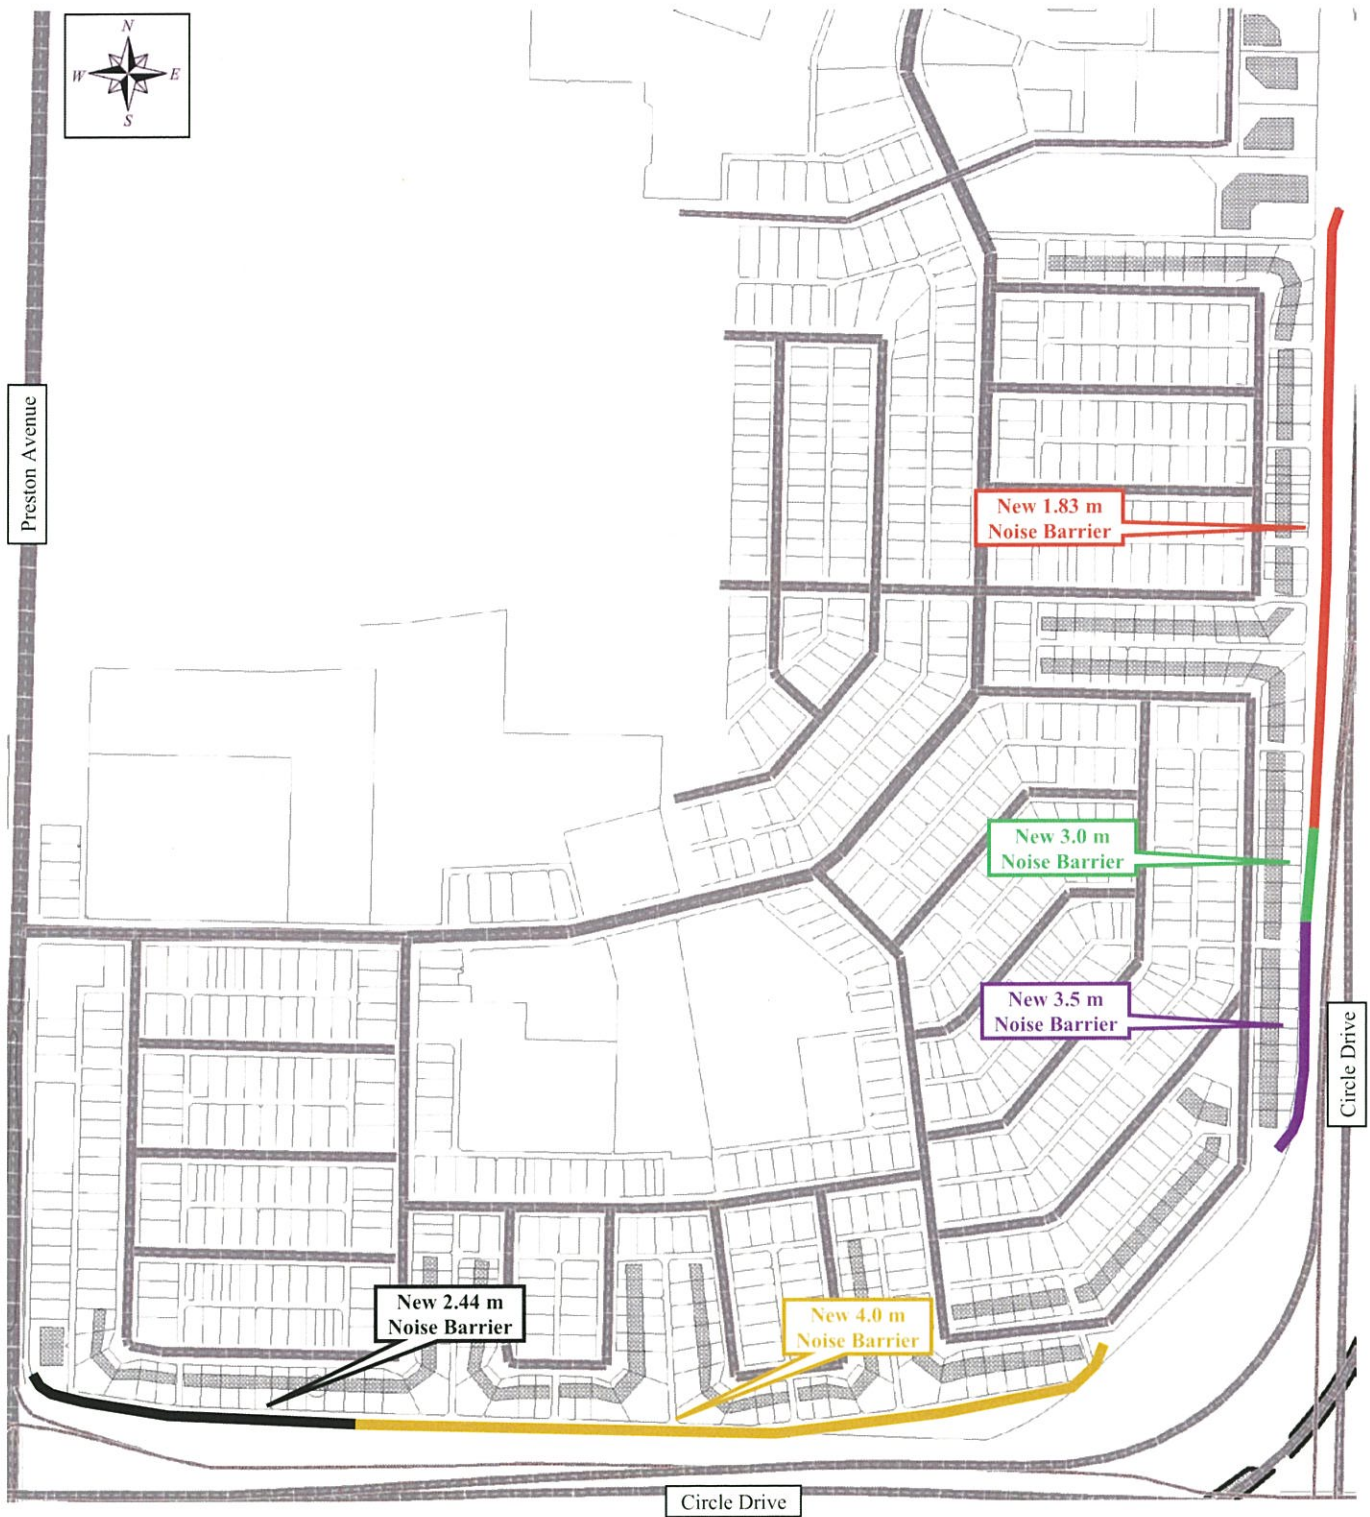 N
W
E
S
Preston Avenue
New 1.83 m
Noise Barrier
New 3.0 m
Noise Barrier
New 3.5 m
Noise Barrier
Circle Drive
New 2.44 m
Noise Barrier
New 4.0 m
Noise Barrier
Circle Drive